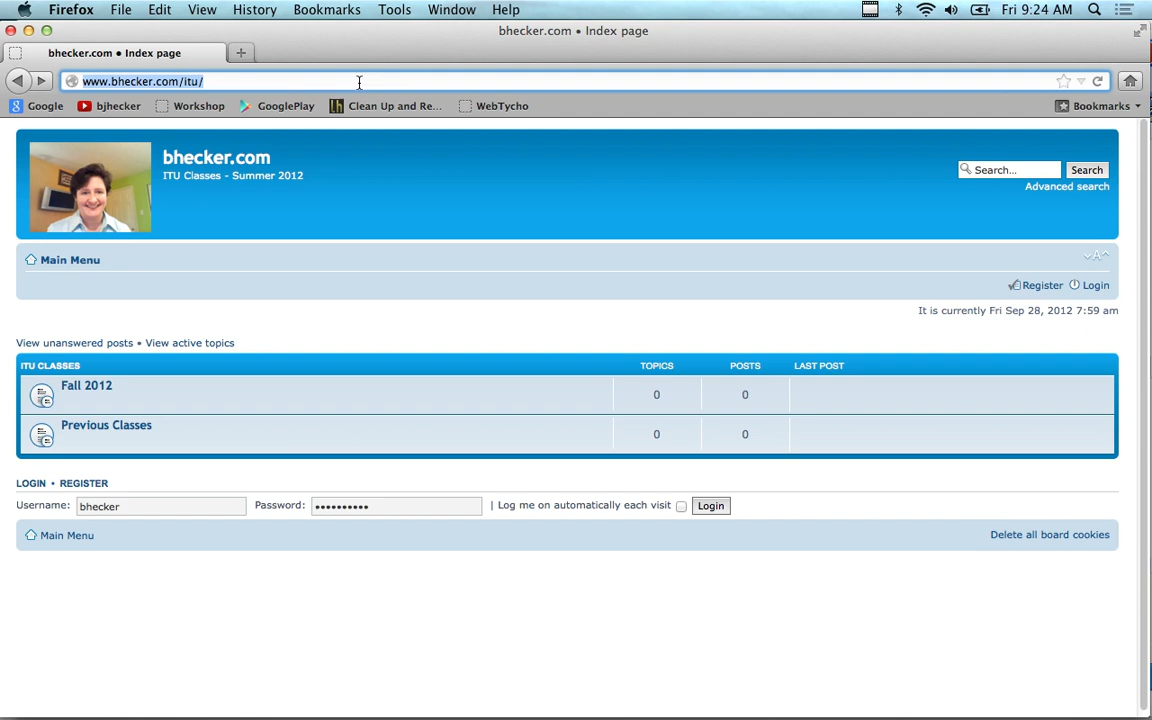 Firefox File Edit View History Bookmarks Tools Window Help Fri 9:24 AM
bhecker.com • Index page
bhecker.com • Index page
www.bhecker.com/itu/
Google bjhecker Workshop GooglePlay Clean Up and Re... WebTycho Bookmarks
bhecker.com
ITU Classes - Summer 2012
Search... Search
Advanced search
Main Menu
Register Login
It is currently Fri Sep 28, 2012 7:59 am
View unanswered posts • View active topics
ITU CLASSES TOPICS POSTS LAST POST
Fall 2012 0 0
Previous Classes 0 0
LOGIN • REGISTER
Username: bhecker Password: •••••••••• | Log me on automatically each visit Login
Main Menu Delete all board cookies